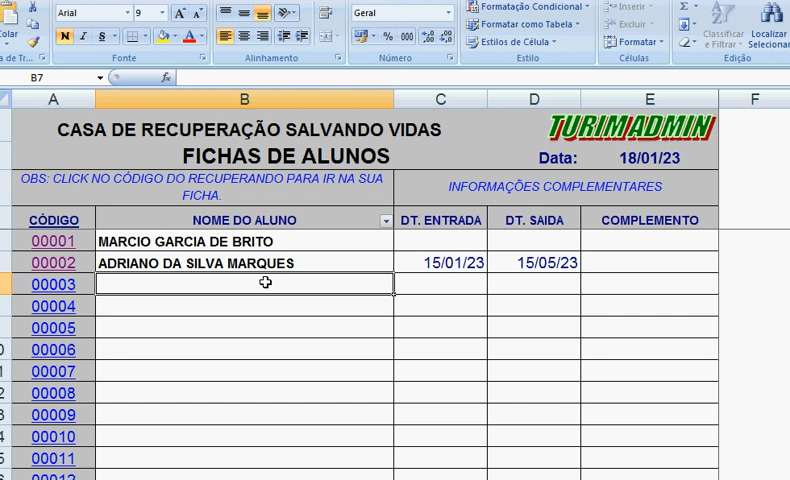 Arial 9 A A Geral Formatação Condicional Inserir Σ
Colar N I S % 000 Formatar como Tabela Excluir Classificar Localizar
Estilos de Célula Formatar e Filtrar Selecionar
Fonte Alinhamento Número Estilo Células Edição
B7 fx
A B C D E F
CASA DE RECUPERAÇÃO SALVANDO VIDAS TURIMADMIN
FICHAS DE ALUNOS Data: 18/01/23
OBS: CLICK NO CÓDIGO DO RECUPERANDO PARA IR NA SUA
FICHA.
INFORMAÇÕES COMPLEMENTARES
CÓDIGO NOME DO ALUNO DT. ENTRADA DT. SAIDA COMPLEMENTO
00001 MARCIO GARCIA DE BRITO
00002 ADRIANO DA SILVA MARQUES 15/01/23 15/05/23
00003
00004
00005
00006
00007
00008
00009
00010
00011
00012